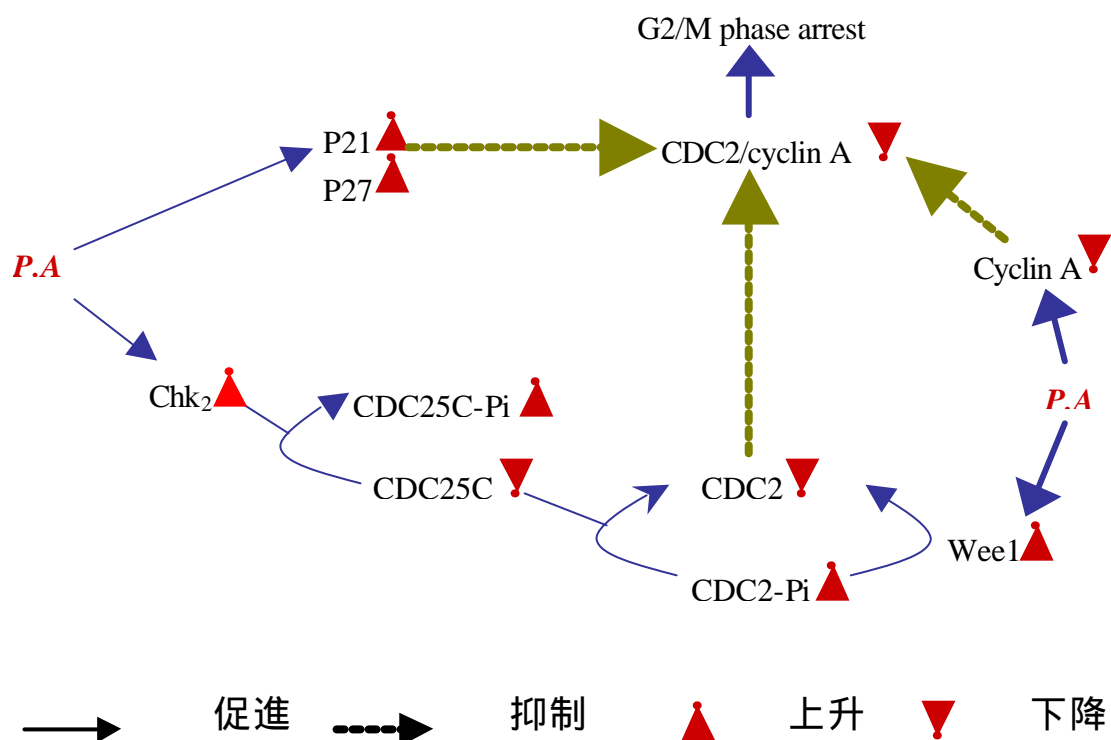 G2/M phase arrest
P21
CDC2/cyclin A
P27
P.A
Cyclin A
Chk2
CDC25C-Pi
P.A
CDC25C
CDC2
Wee1
CDC2-Pi
促進 抑制 上升 下降